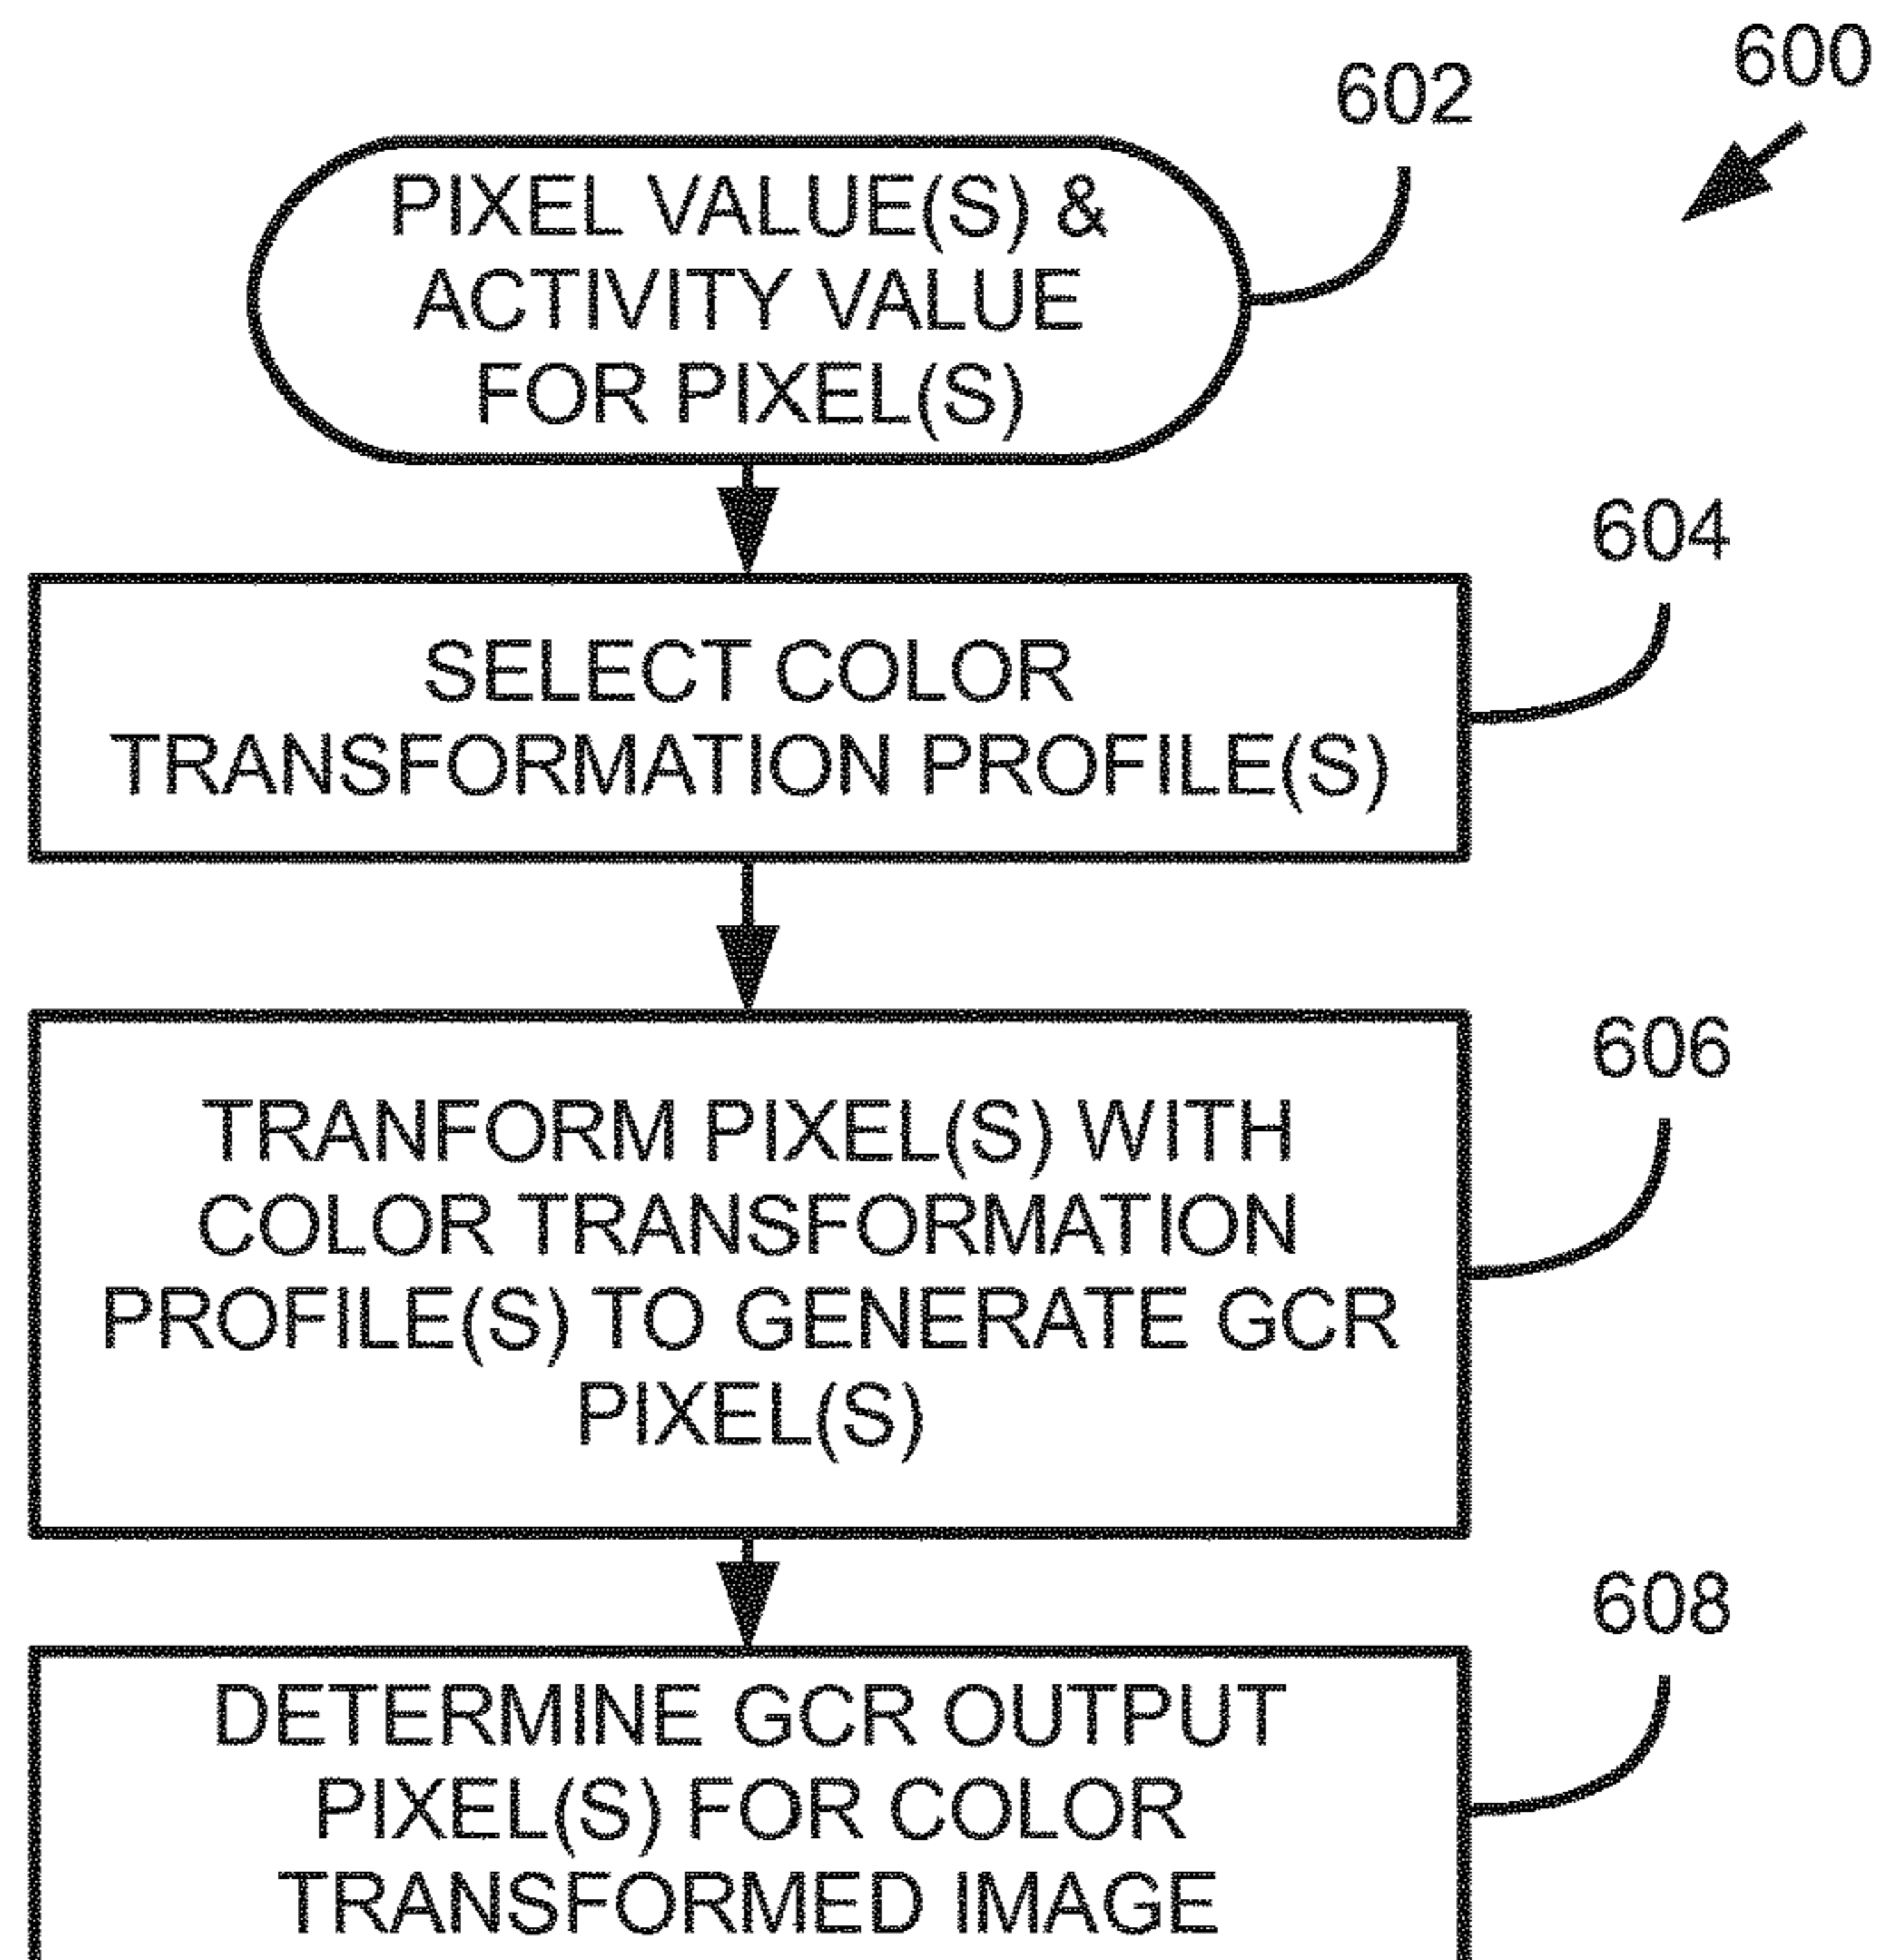 600
602
PIXEL VALUE(S) &
ACTIVITY VALUE
FOR PIXEL(S)
604
SELECT COLOR
TRANSFORMATION PROFILE(S)
606
TRANFORM PIXEL(S) WITH
COLOR TRANSFORMATION
PROFILE(S) TO GENERATE GCR
PIXEL(S)
608
DETERMINE GCR OUTPUT
PIXEL(S) FOR COLOR
TRANSFORMED IMAGE